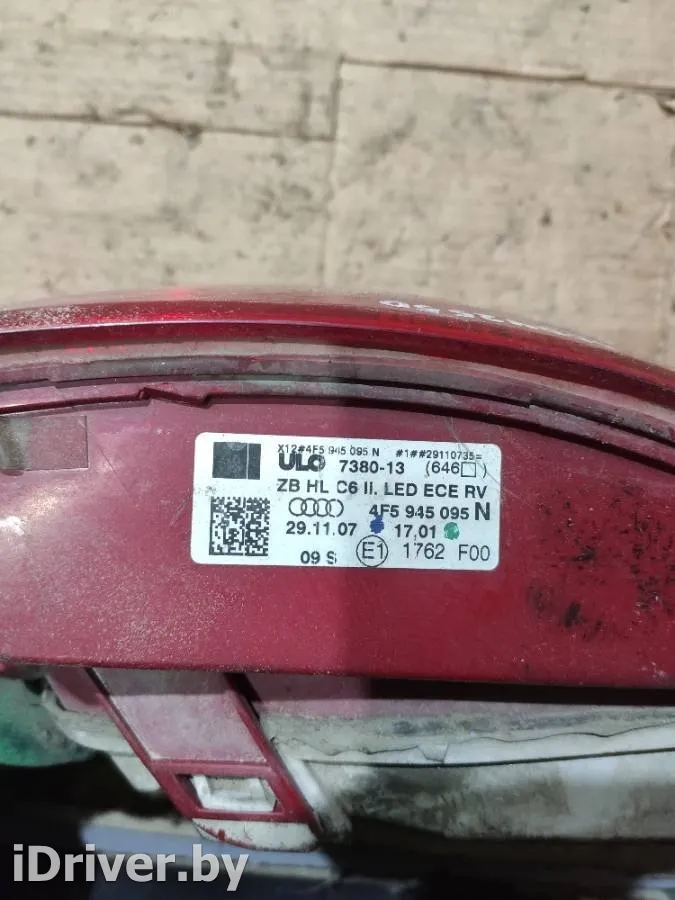 X12#4F5 945 095 N #1##29110735=
ULO 7380-13 (646□)
ZB HL C6 II. LED ECE RV
4F5 945 095 N
29.11.07 17.01
09 S E1 1762 F00
iDriver.by